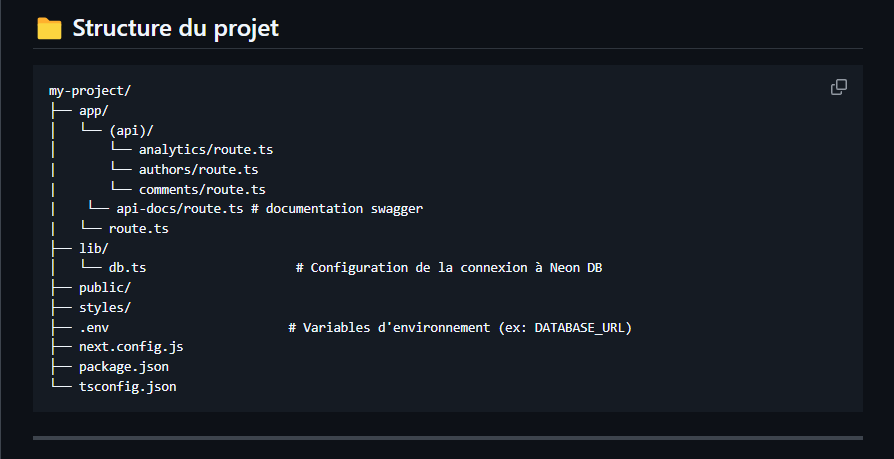 📁 Structure du projet
my-project/
├── app/
│   └── (api)/
│       └── analytics/route.ts
│       └── authors/route.ts
│       └── comments/route.ts
│    └── api-docs/route.ts # documentation swagger
│   └── route.ts
├── lib/
│   └── db.ts                    # Configuration de la connexion à Neon DB
├── public/
├── styles/
├── .env                        # Variables d'environnement (ex: DATABASE_URL)
├── next.config.js
├── package.json
└── tsconfig.json